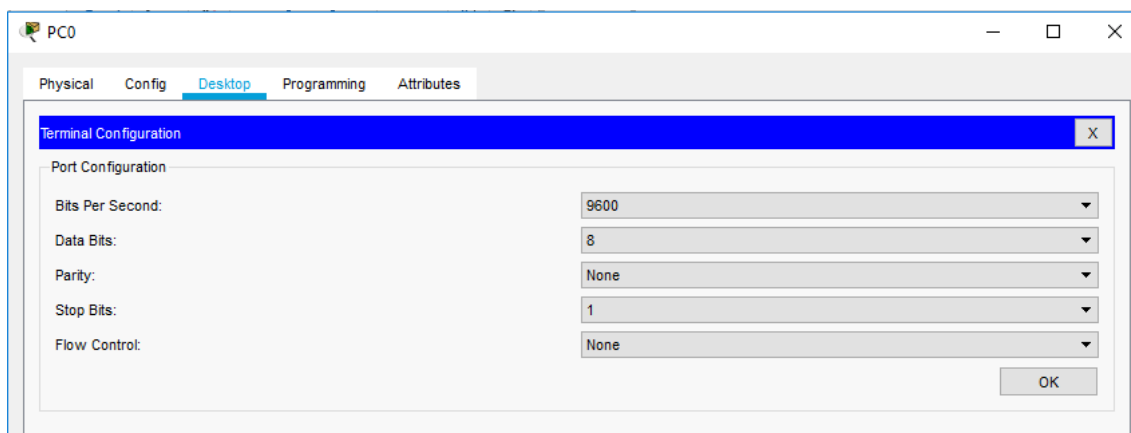 PC0
Physical Config Desktop Programming Attributes
Terminal Configuration X
Port Configuration
Bits Per Second: 9600
Data Bits: 8
Parity: None
Stop Bits: 1
Flow Control: None
OK